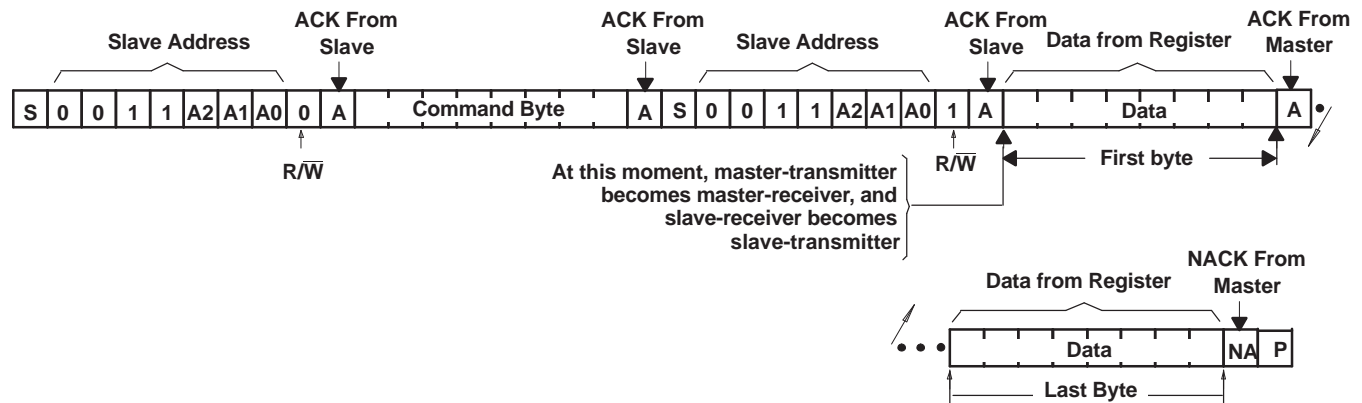 ACK From
Slave
ACK From
Slave
ACK From
Slave
ACK From
Master
Slave Address
Slave Address
Data from Register
S 0 0 1 1 A2 A1 A0 0 A Command Byte A S 0 0 1 1 A2 A1 A0 1 A Data A
R/W̅
R/W̅
First byte
At this moment, master-transmitter
becomes master-receiver, and
slave-receiver becomes
slave-transmitter
NACK From
Master
Data from Register
Data NA P
Last Byte